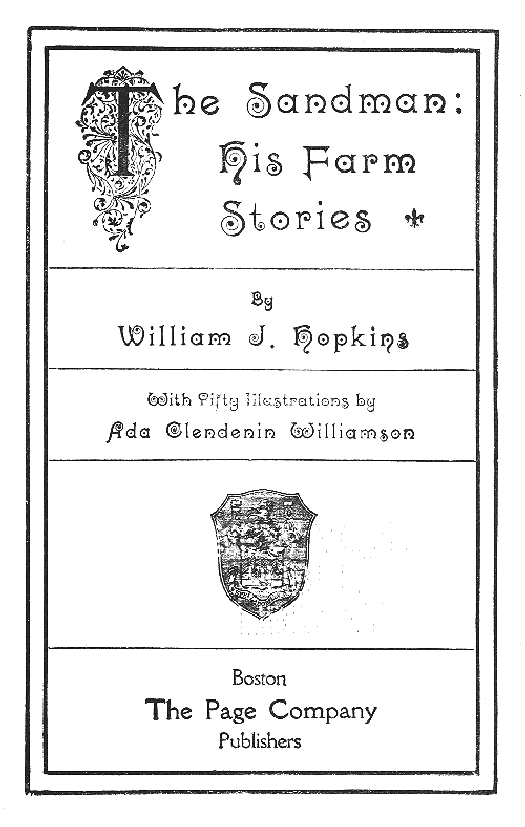 The Sandman:
His Farm
Stories
By
William J. Hopkins
With Fifty Illustrations by
Ada Clendenin Williamson
Boston
The Page Company
Publishers